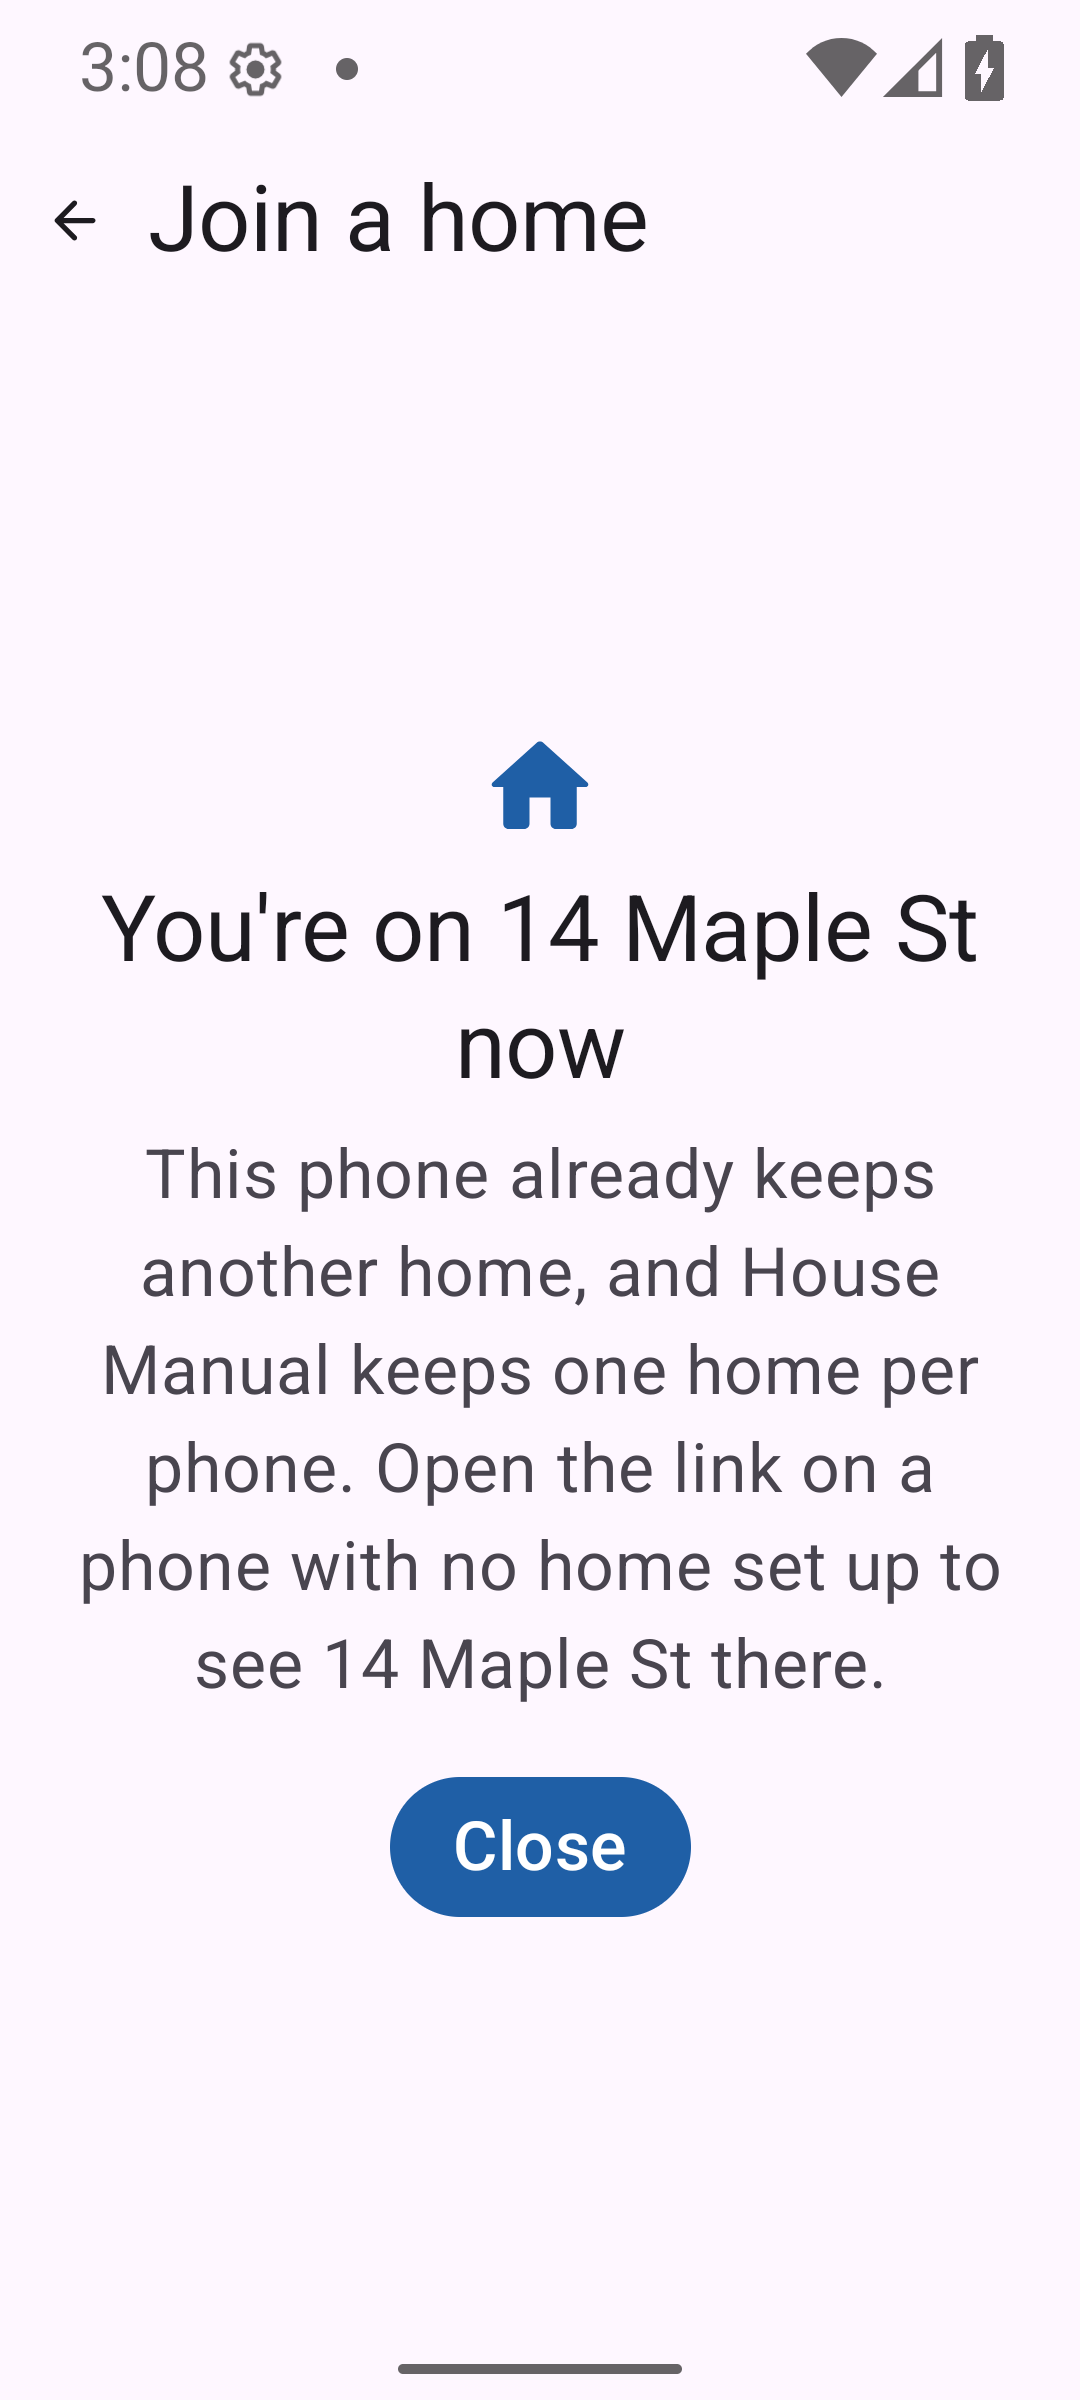 3:08
Join a home
You're on 14 Maple St
now
This phone already keeps
another home, and House
Manual keeps one home per
phone. Open the link on a
phone with no home set up to
see 14 Maple St there.
Close